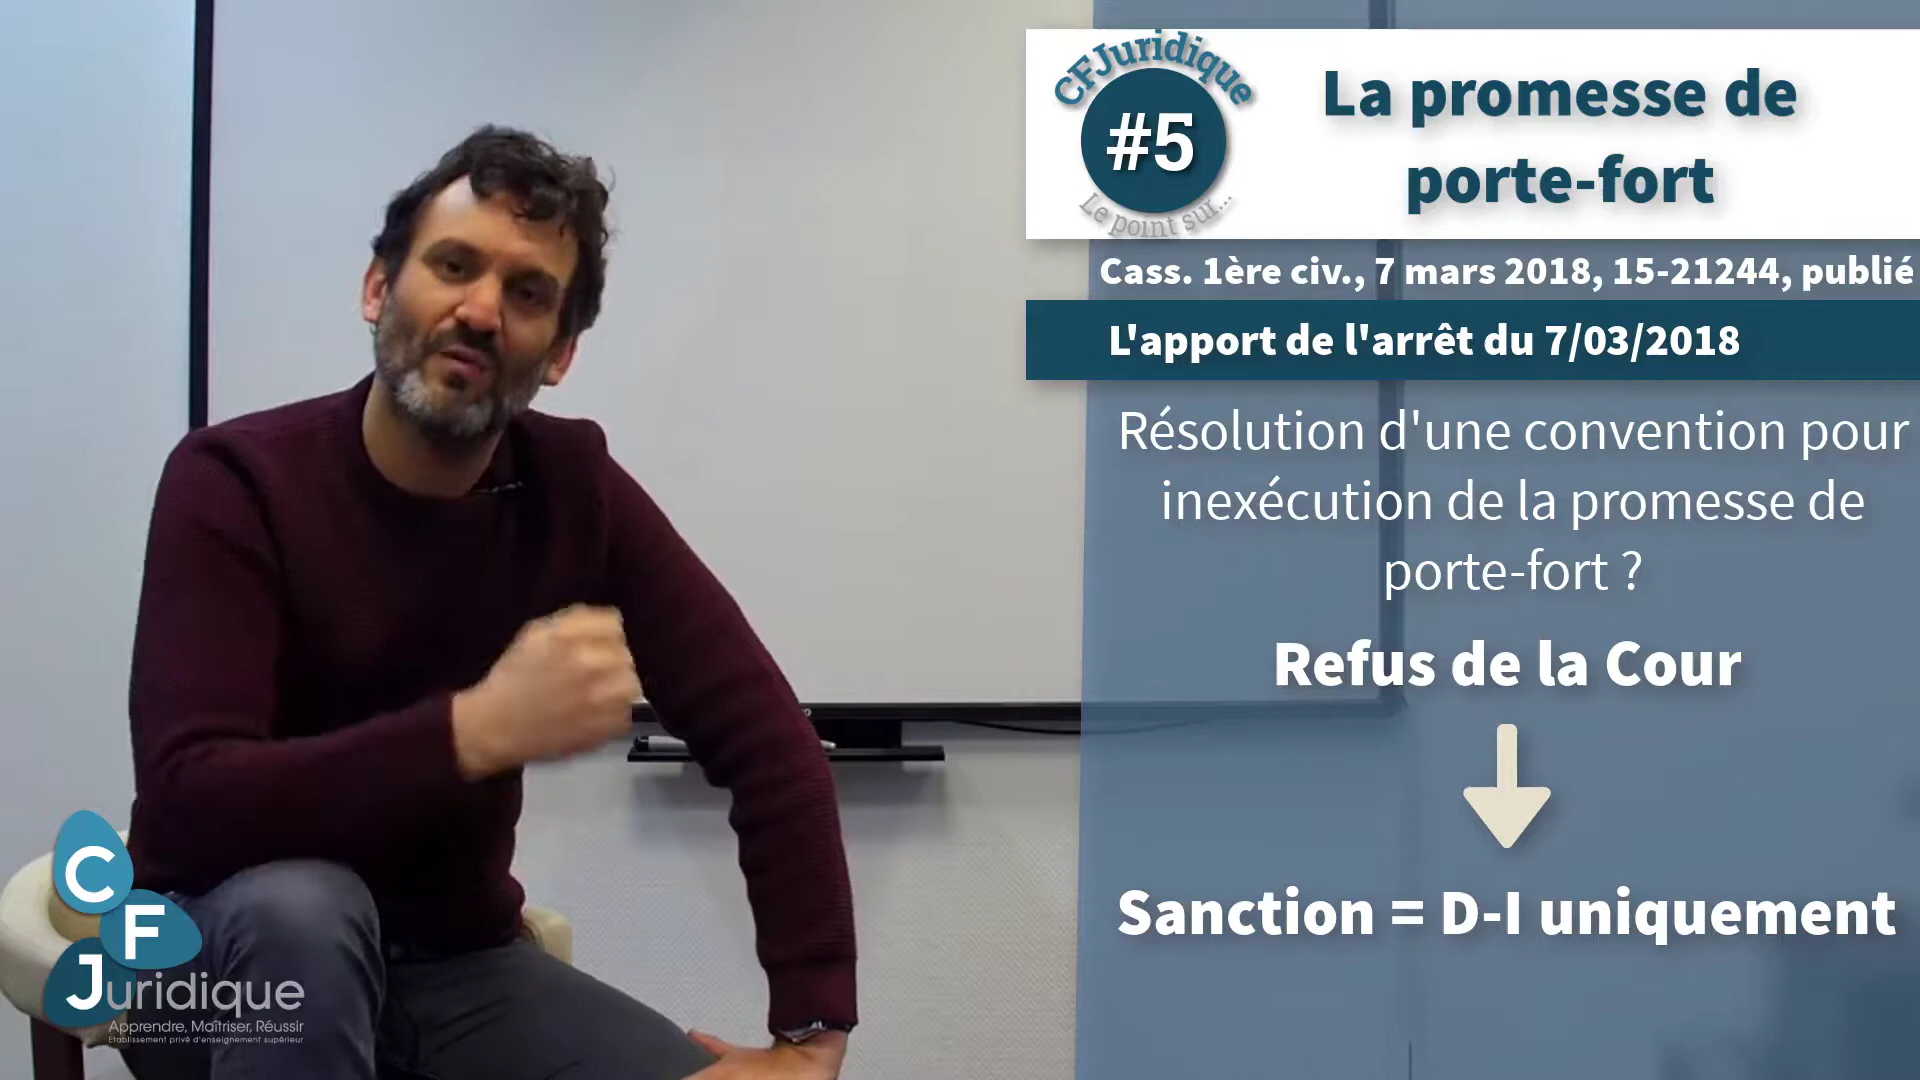 CFJuridique
#5
Le point sur...
La promesse de
porte-fort
Cass. 1ère civ., 7 mars 2018, 15-21244, publié
L'apport de l'arrêt du 7/03/2018
Résolution d'une convention pour
inexécution de la promesse de
porte-fort ?
Refus de la Cour
Sanction = D-I uniquement
C
F
Juridique
Apprendre, Maîtriser, Réussir
Etablissement privé d'enseignement supérieur